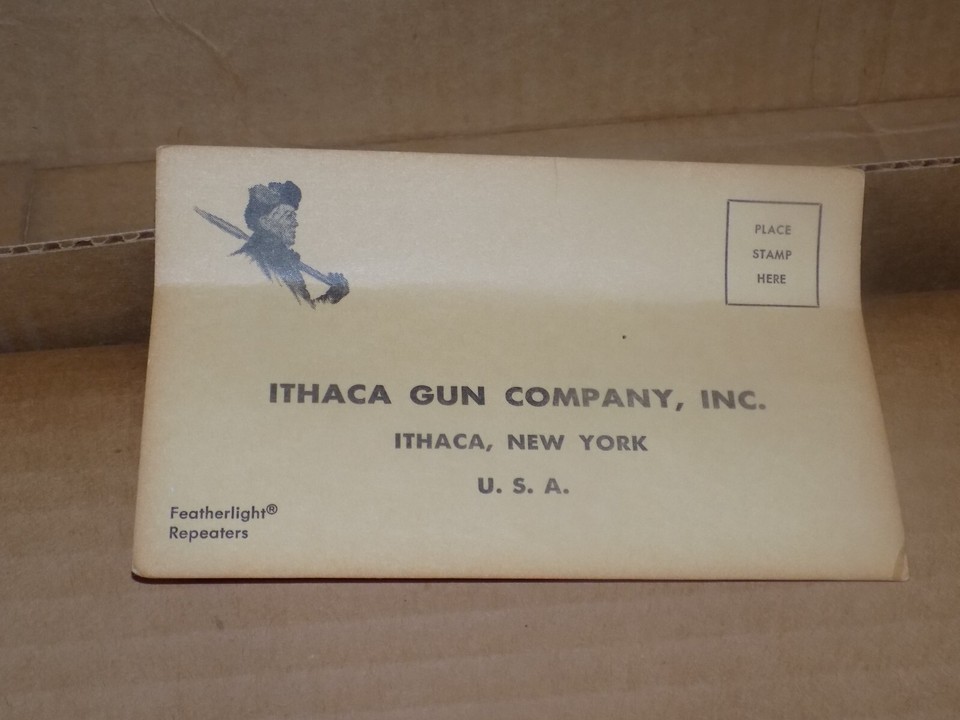 PLACE
STAMP
HERE
ITHACA GUN COMPANY, INC.
ITHACA, NEW YORK
U. S. A.
Featherlight®
Repeaters